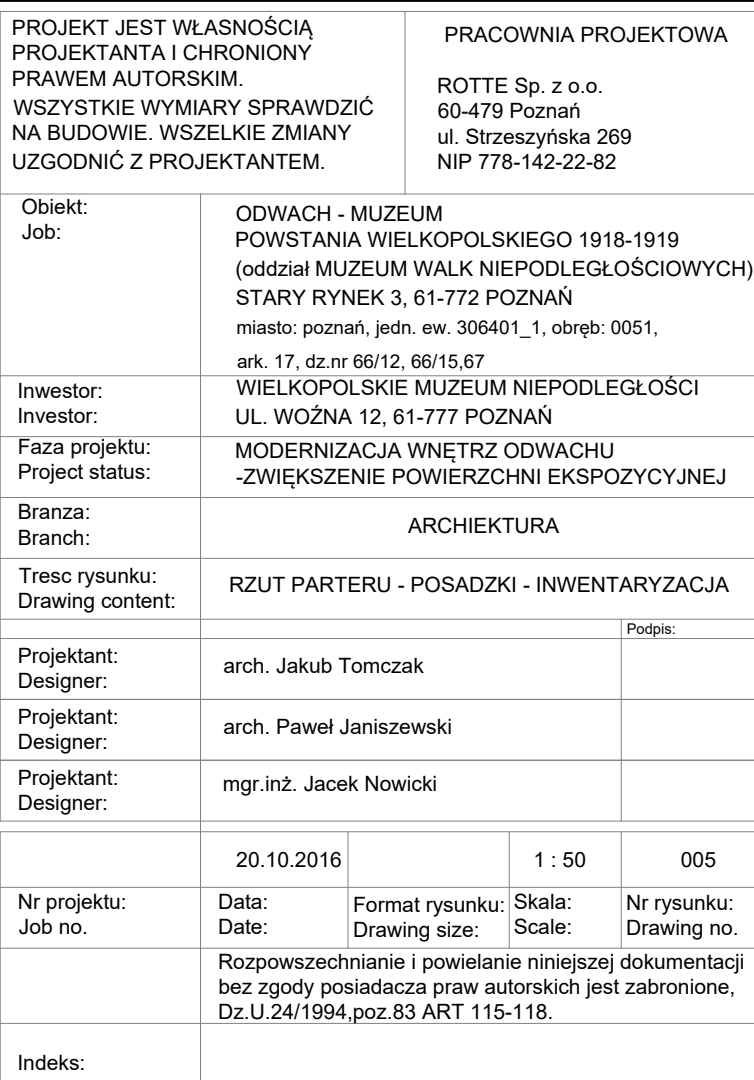 PROJEKT JEST WŁASNOŚCIĄ
PROJEKTANTA I CHRONIONY
PRAWEM AUTORSKIM.
WSZYSTKIE WYMIARY SPRAWDZIĆ
NA BUDOWIE. WSZELKIE ZMIANY
UZGODNIĆ Z PROJEKTANTEM.
PRACOWNIA PROJEKTOWA
ROTTE Sp. z o.o.
60-479 Poznań
ul. Strzeszyńska 269
NIP 778-142-22-82
Obiekt:
Job:
ODWACH - MUZEUM
POWSTANIA WIELKOPOLSKIEGO 1918-1919
(oddział MUZEUM WALK NIEPODLEGŁOŚCIOWYCH)
STARY RYNEK 3, 61-772 POZNAŃ
miasto: poznań, jedn. ew. 306401_1, obręb: 0051,
ark. 17, dz.nr 66/12, 66/15,67
Inwestor:
Investor:
WIELKOPOLSKIE MUZEUM NIEPODLEGŁOŚCI
UL. WOŹNA 12, 61-777 POZNAŃ
Faza projektu:
Project status:
MODERNIZACJA WNĘTRZ ODWACHU
-ZWIĘKSZENIE POWIERZCHNI EKSPOZYCYJNEJ
Branza:
Branch:
ARCHIEKTURA
Tresc rysunku:
Drawing content:
RZUT PARTERU - POSADZKI - INWENTARYZACJA
Podpis:
Projektant:
Designer:
arch. Jakub Tomczak
Projektant:
Designer:
arch. Paweł Janiszewski
Projektant:
Designer:
mgr.inż. Jacek Nowicki
20.10.2016
1 : 50
005
Nr projektu:
Job no.
Data:
Date:
Format rysunku:
Drawing size:
Skala:
Scale:
Nr rysunku:
Drawing no.
Rozpowszechnianie i powielanie niniejszej dokumentacji
bez zgody posiadacza praw autorskich jest zabronione,
Dz.U.24/1994,poz.83 ART 115-118.
Indeks: